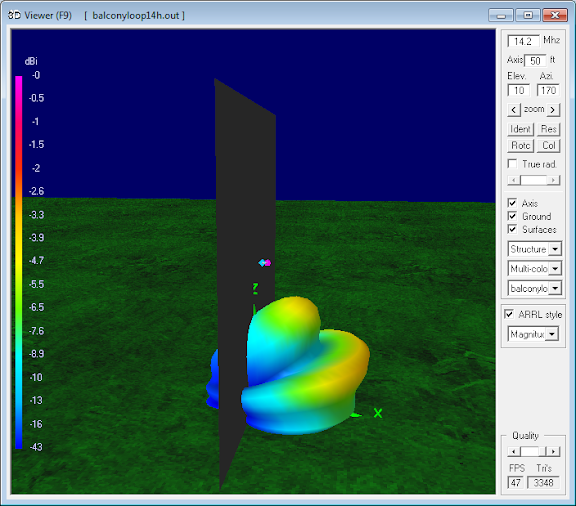 3D Viewer (F9) [ balconyloop14h.out ]
14.2 Mhz
Axis 50 ft
Elev. Azi.
10 170
< zoom >
Ident Res
Rotc Col
True rad.
Axis
Ground
Surfaces
Structure
Multi-colo
balconylo
ARRL style
Magnitu
Quality
FPS Tri's
47 3348
dBi
-0
-0.5
-1
-1.5
-2
-2.6
-3.3
-3.9
-4.7
-5.5
-6.5
-7.6
-8.9
-10
-13
-16
-43
Z
X